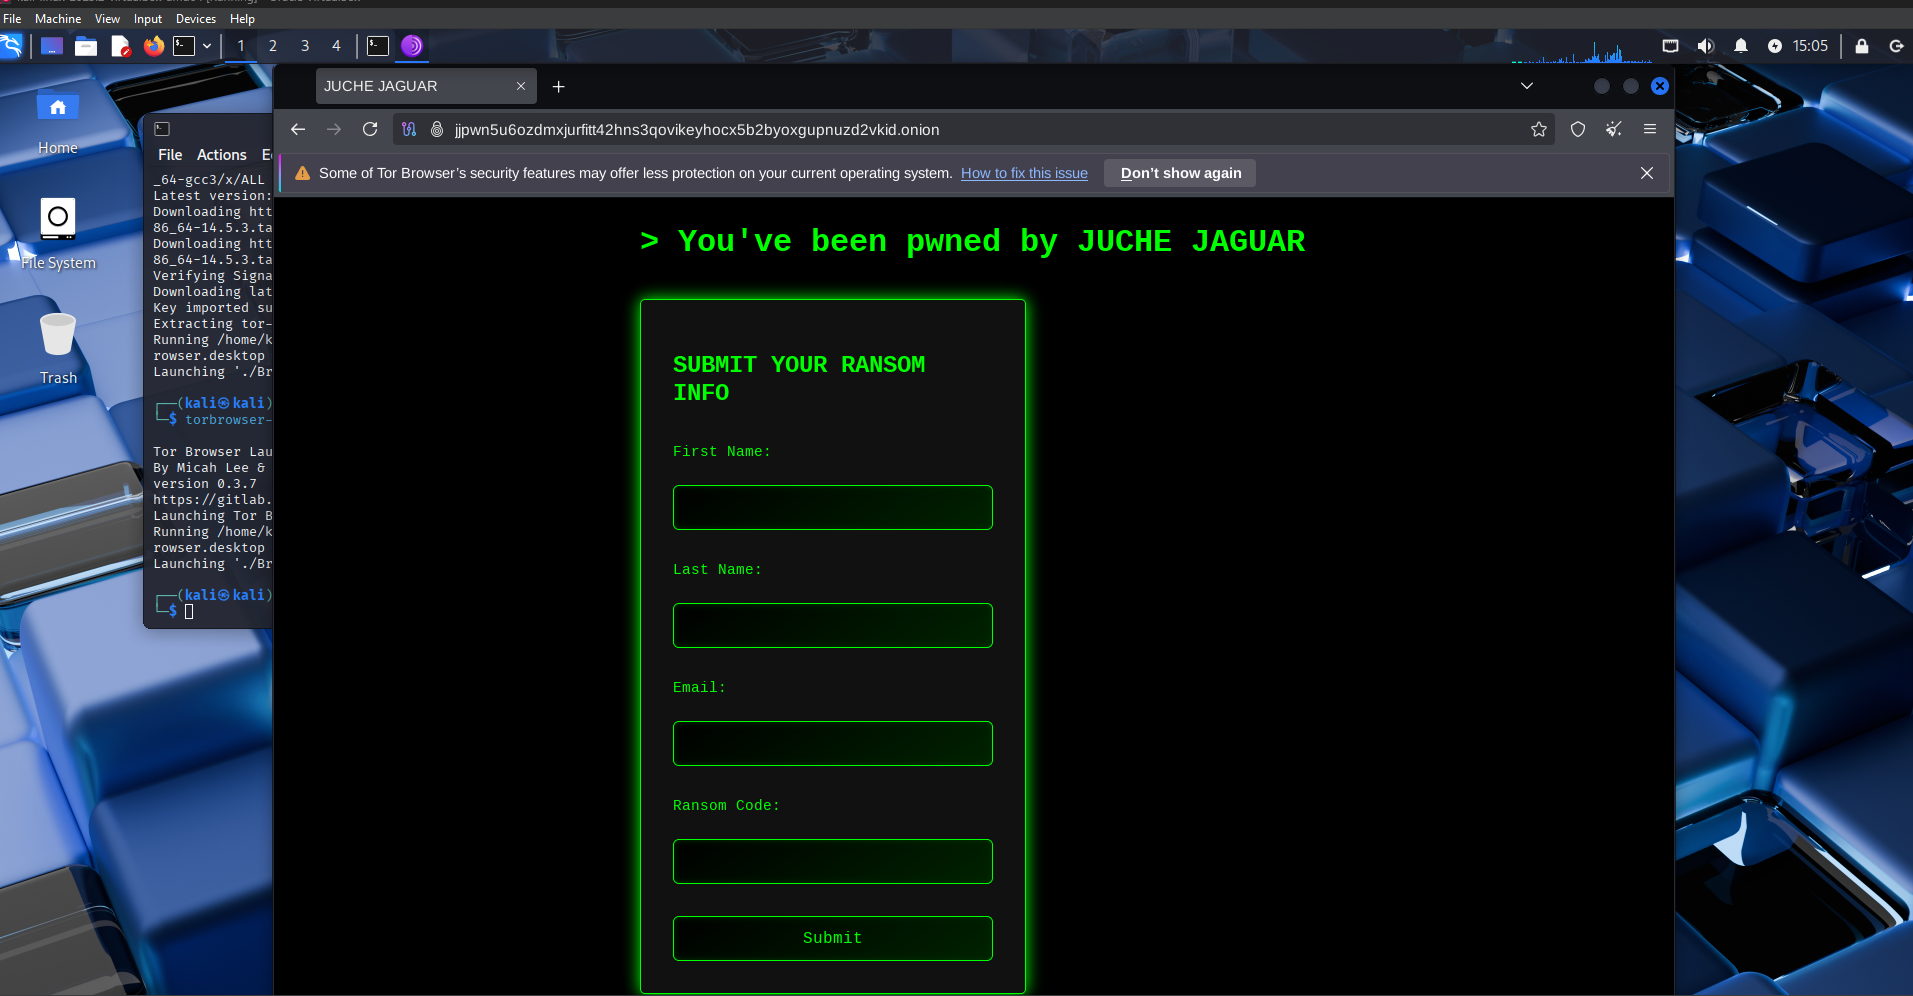 File Machine View Input Devices Help
1 2 3 4
15:05
Home
File System
Trash
File Actions
_64-gcc3/x/ALL
Latest version:
Downloading htt
86_64-14.5.3.ta
Downloading htt
86_64-14.5.3.ta
Verifying Signa
Downloading lat
Key imported su
Extracting tor-
Running /home/k
rowser.desktop
Launching './Br
(kali㉿kali)
$ torbrowser-
Tor Browser Lau
By Micah Lee &
version 0.3.7
https://gitlab.
Launching Tor B
Running /home/k
rowser.desktop
Launching './Br
(kali㉿kali)
$
JUCHE JAGUAR
jjpwn5u6ozdmxjurfitt42hns3qovikeyhocx5b2byoxgupnuzd2vkid.onion
Some of Tor Browser's security features may offer less protection on your current operating system. How to fix this issue Don't show again
> You've been pwned by JUCHE JAGUAR
SUBMIT YOUR RANSOM
INFO
First Name:
Last Name:
Email:
Ransom Code:
Submit